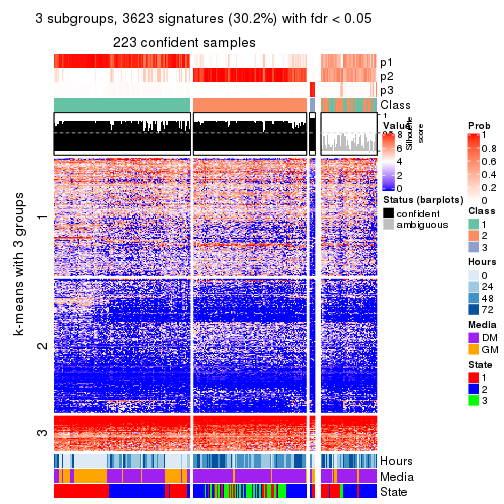 3 subgroups, 3623 signatures (30.2%) with fdr < 0.05
223 confident samples
p1
p2
p3
Class
1
Silhouette
score
k-means with 3 groups
1
2
3
Hours
Media
State
Value
8
6
4
2
0
Status (barplots)
confident
ambiguous
Prob
1
0.8
0.6
0.4
0.2
0
Class
1
2
3
Hours
0
24
48
72
Media
DM
GM
State
1
2
3